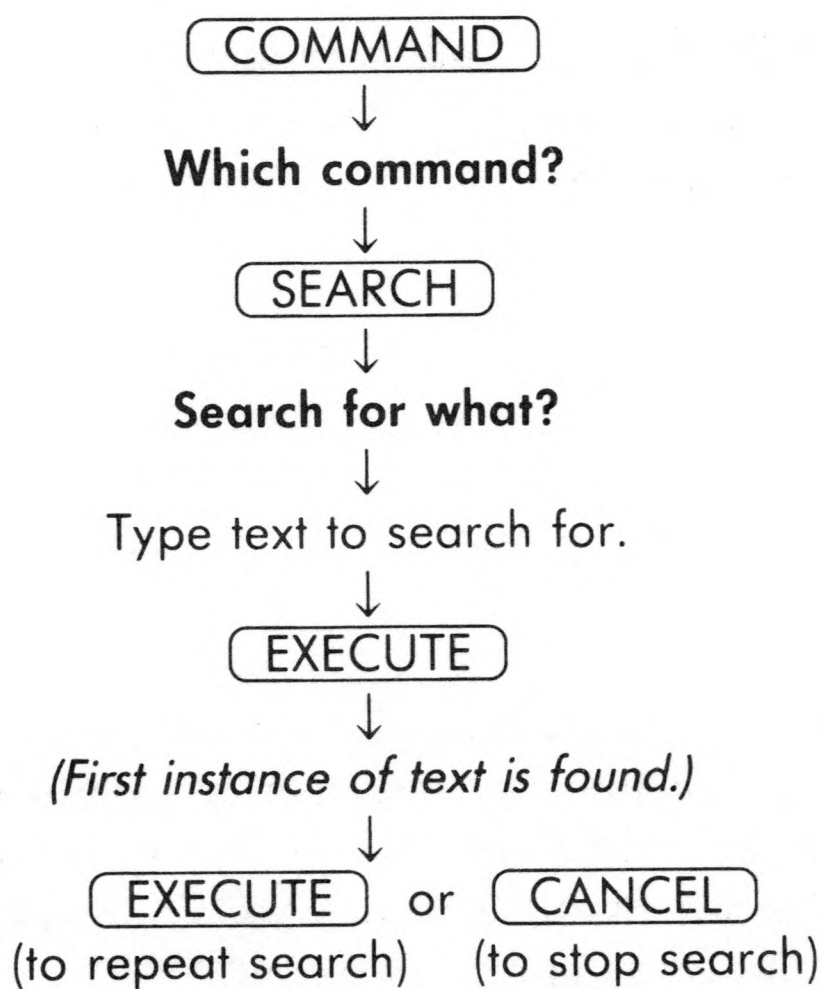 COMMAND
Which command?
SEARCH
Search for what?
Type text to search for.
EXECUTE
(First instance of text is found.)
EXECUTE or CANCEL
(to repeat search) (to stop search)